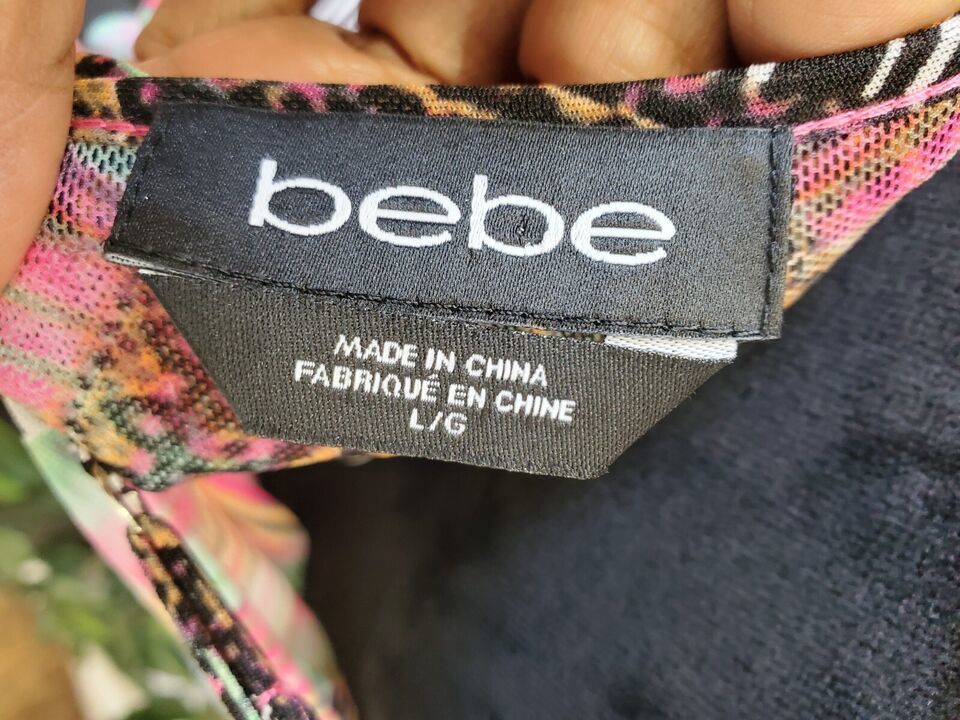 bebe
MADE IN CHINA
FABRIQUÉ EN CHINE
L/G